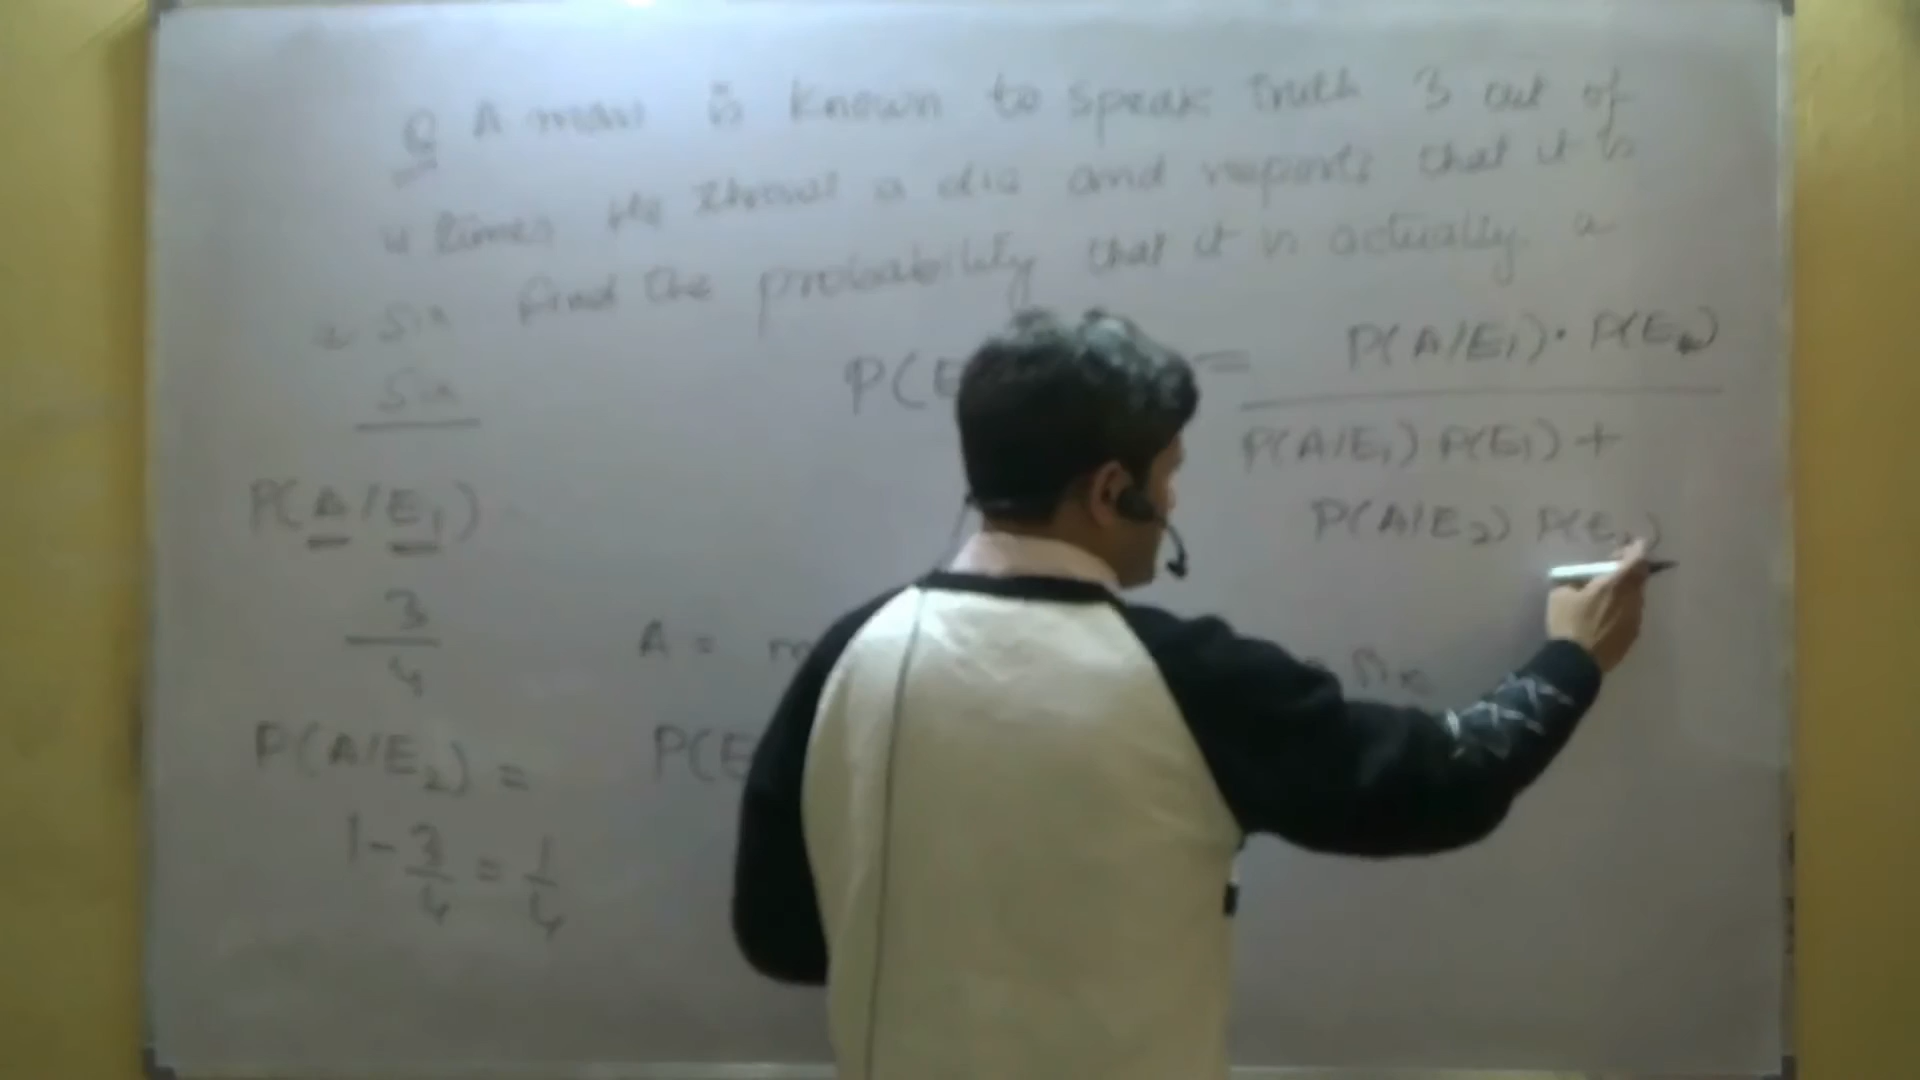 Q A man is known to speak truth 3 out of
4 times He throws a die and reports that it is
a Six find the probability that it is actually a
Six
P(E = P(A/E1) · P(E
P(A/E1) P(E1) +
P(A/E2) P(E2)
P(A/E1)
3/4
A = m Six
P(A/E2) =
P(E
1 - 3/4 = 1/4